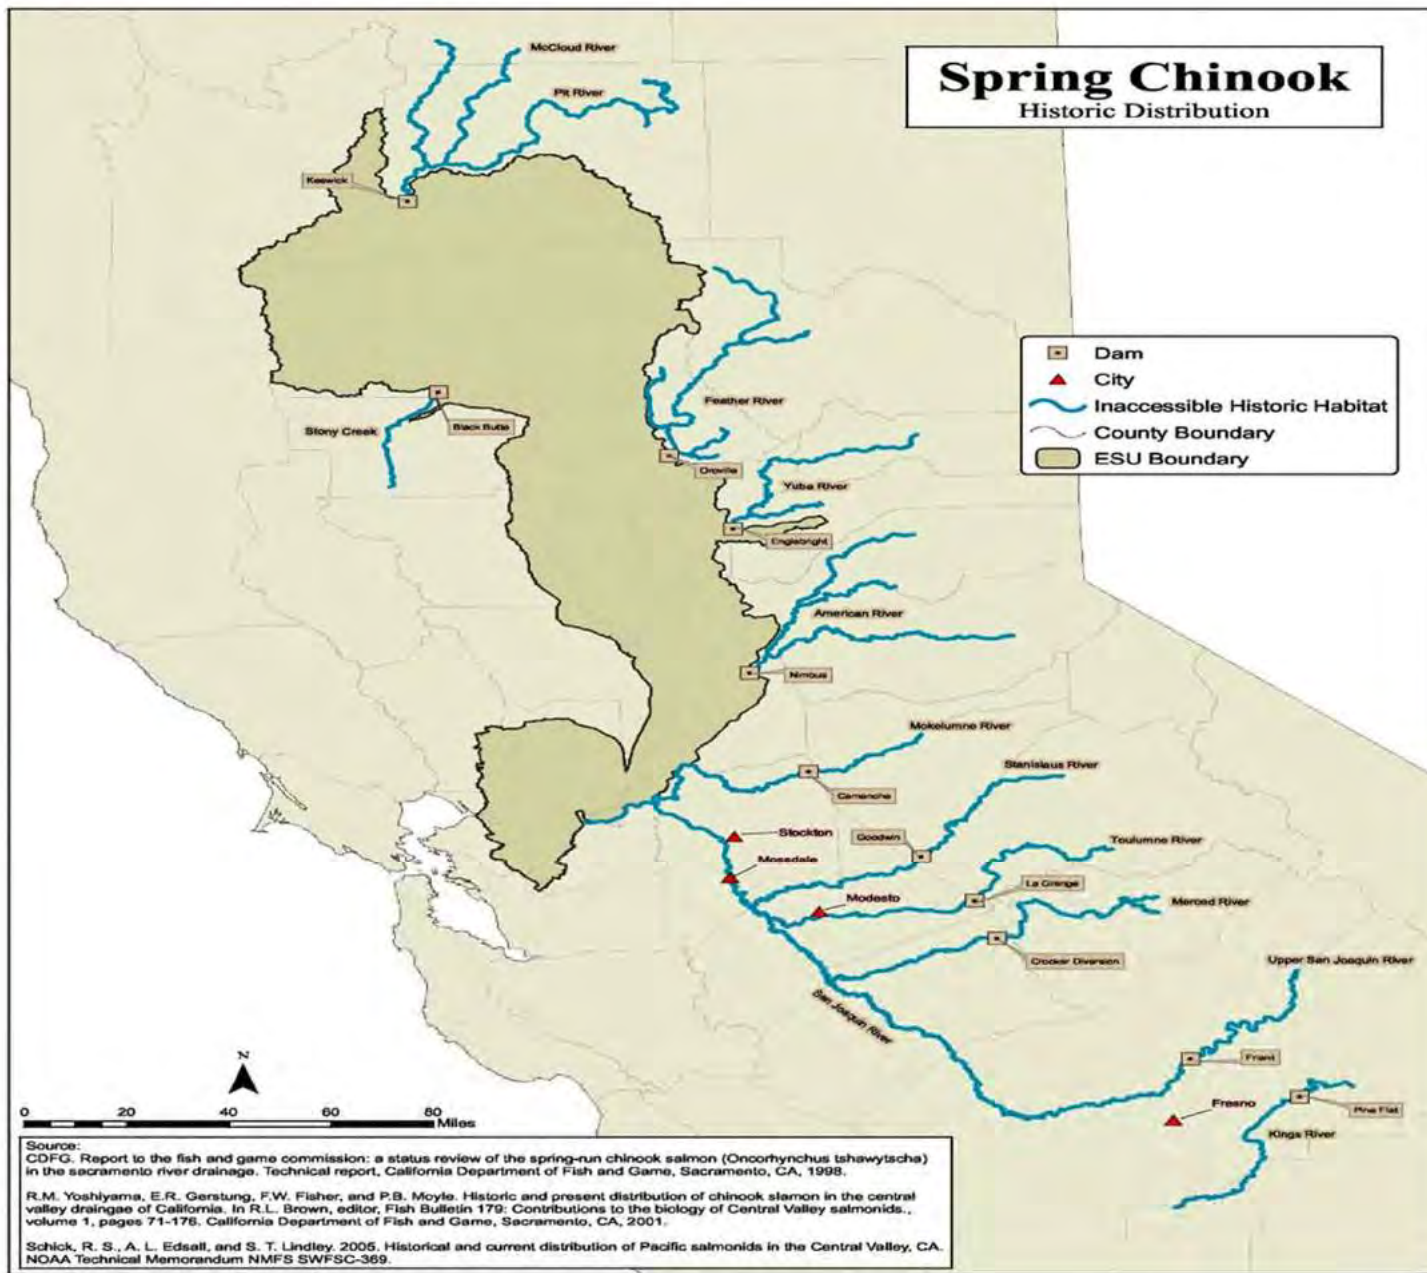 Spring Chinook
Historic Distribution
McCloud River
Pit River
Keswick
Dam
City
Inaccessible Historic Habitat
County Boundary
ESU Boundary
Feather River
Stony Creek
Black Butte
Oroville
Yuba River
Englebright
American River
Nimbus
Mokelumne River
Stanislaus River
Camanche
Stockton
Goodwin
Toulumne River
Mossdale
La Grange
Modesto
Merced River
Crocker Diversion
Upper San Joaquin River
San Joaquin River
Friant
Fresno
Pine Flat
Kings River
N
0 20 40 60 80
Miles
Source:
CDFG. Report to the fish and game commission: a status review of the spring-run chinook salmon (Oncorhynchus tshawytscha)
in the sacramento river drainage. Technical report, California Department of Fish and Game, Sacramento, CA, 1998.
R.M. Yoshiyama, E.R. Gerstung, F.W. Fisher, and P.B. Moyle. Historic and present distribution of chinook slamon in the central
valley draingae of California. In R.L. Brown, editor, Fish Bulletin 179: Contributions to the biology of Central Valley salmonids.,
volume 1, pages 71-176. California Department of Fish and Game, Sacramento, CA, 2001.
Schick, R. S., A. L. Edsall, and S. T. Lindley. 2005. Historical and current distribution of Pacific salmonids in the Central Valley, CA.
NOAA Technical Memorandum NMFS SWFSC-369.